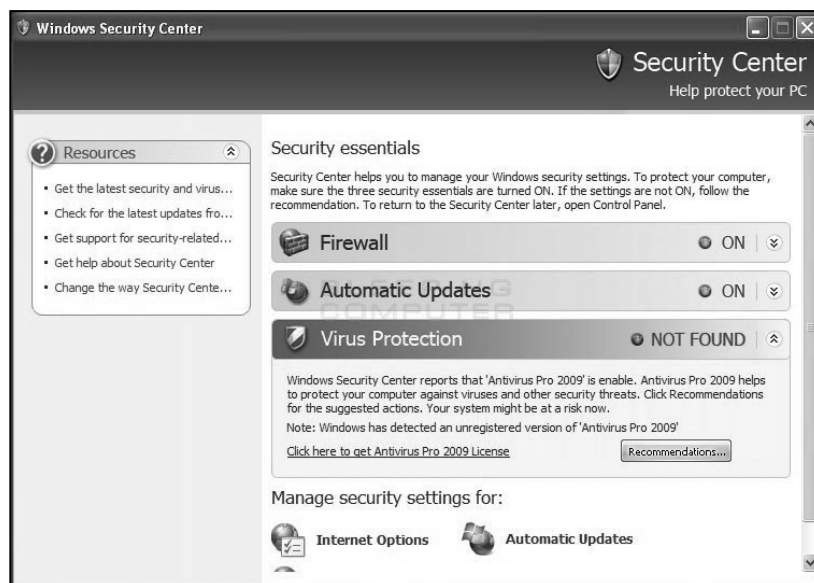 Windows Security Center
Security Center
Help protect your PC
Resources
Get the latest security and virus...
Check for the latest updates fro...
Get support for security-related...
Get help about Security Center
Change the way Security Cente...
Security essentials
Security Center helps you to manage your Windows security settings. To protect your computer,
make sure the three security essentials are turned ON. If the settings are not ON, follow the
recommendation. To return to the Security Center later, open Control Panel.
Firewall ON
Automatic Updates ON
COMPUTER
Virus Protection NOT FOUND
Windows Security Center reports that 'Antivirus Pro 2009' is enable. Antivirus Pro 2009 helps
to protect your computer against viruses and other security threats. Click Recommendations
for the suggested actions. Your system might be at a risk now.
Note: Windows has detected an unregistered version of 'Antivirus Pro 2009'
Click here to get Antivirus Pro 2009 License Recommendations...
Manage security settings for:
Internet Options Automatic Updates